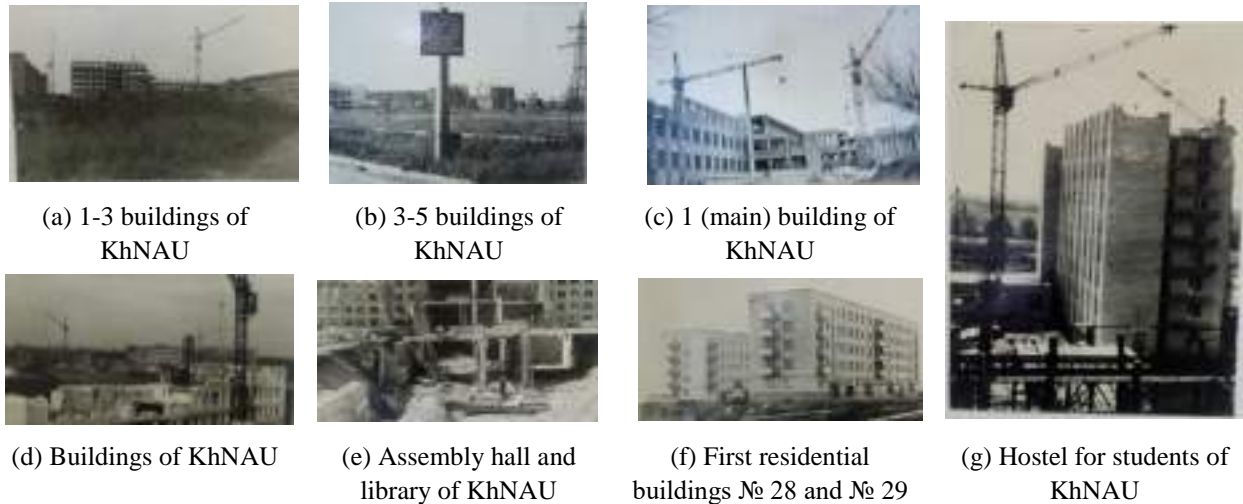 (a) 1-3 buildings of
KhNAU
(b) 3-5 buildings of
KhNAU
(c) 1 (main) building of
KhNAU
(d) Buildings of KhNAU
(e) Assembly hall and
library of KhNAU
(f) First residential
buildings № 28 and № 29
(g) Hostel for students of
KhNAU